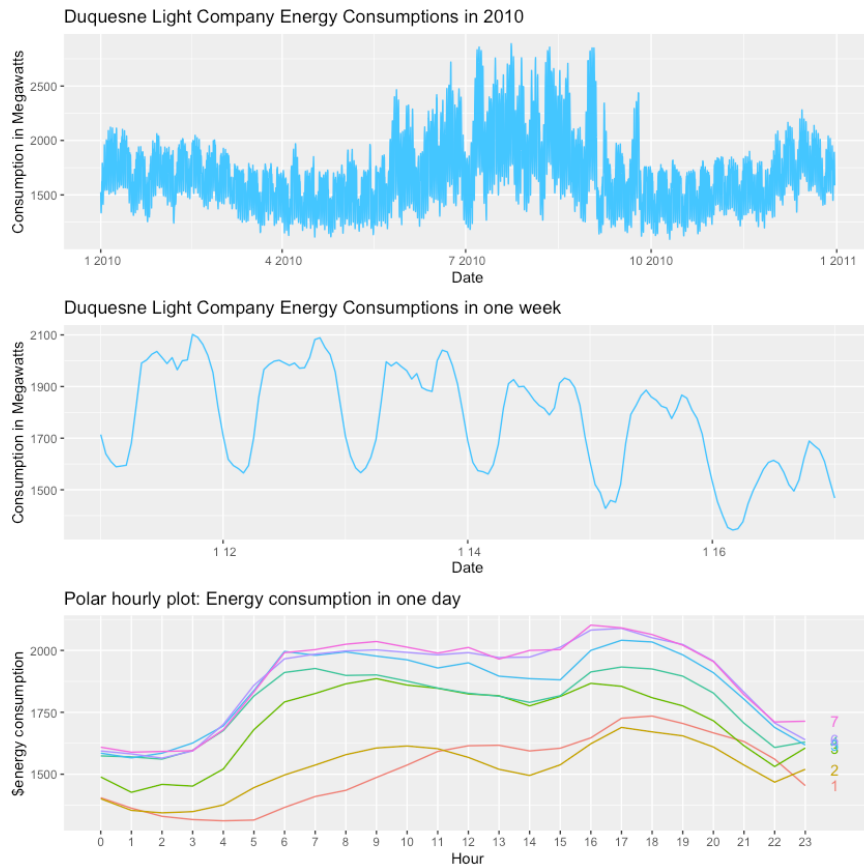 Duquesne Light Company Energy Consumptions in 2010
Consumption in Megawatts
2500
2000
1500
1 2010
4 2010
7 2010
10 2010
1 2011
Date
Duquesne Light Company Energy Consumptions in one week
Consumption in Megawatts
2100
1900
1700
1500
1 12
1 14
1 16
Date
Polar hourly plot: Energy consumption in one day
$energy consumption
2000
1750
1500
7
3
2
1
0 1 2 3 4 5 6 7 8 9 10 11 12 13 14 15 16 17 18 19 20 21 22 23
Hour